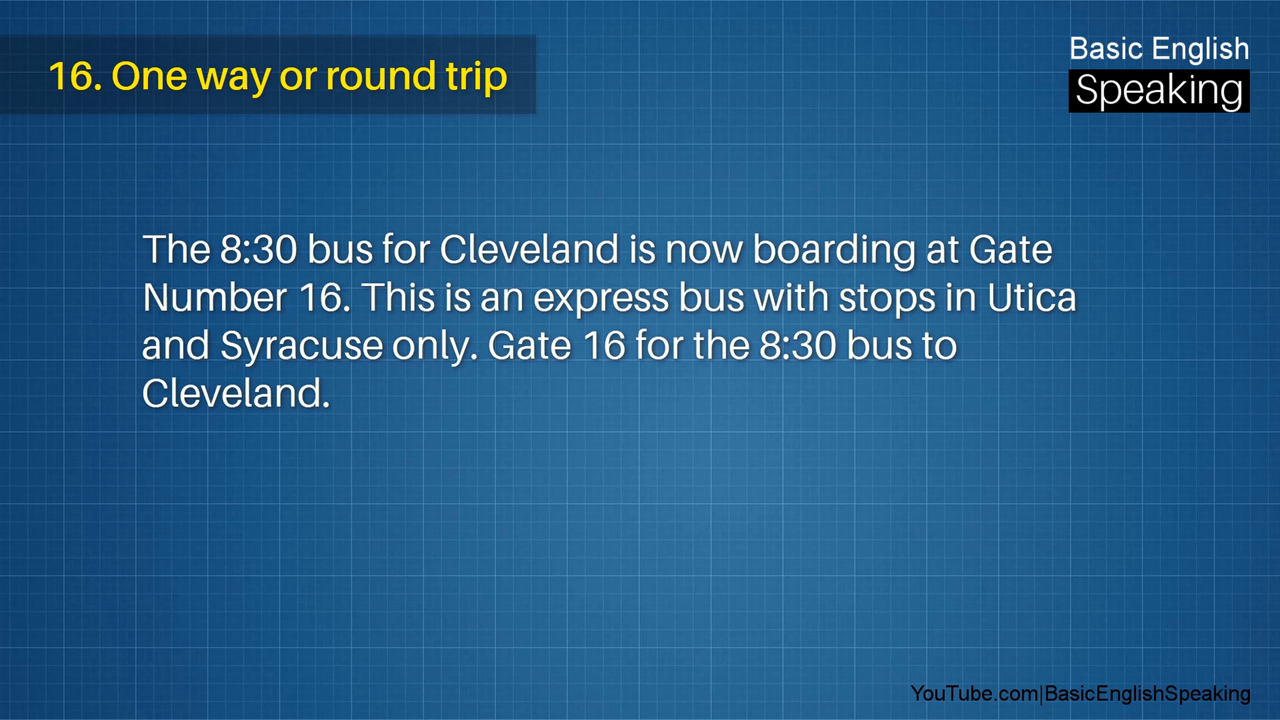 16. One way or round trip
Basic English
Speaking
The 8:30 bus for Cleveland is now boarding at Gate
Number 16. This is an express bus with stops in Utica
and Syracuse only. Gate 16 for the 8:30 bus to
Cleveland.
YouTube.com|BasicEnglishSpeaking